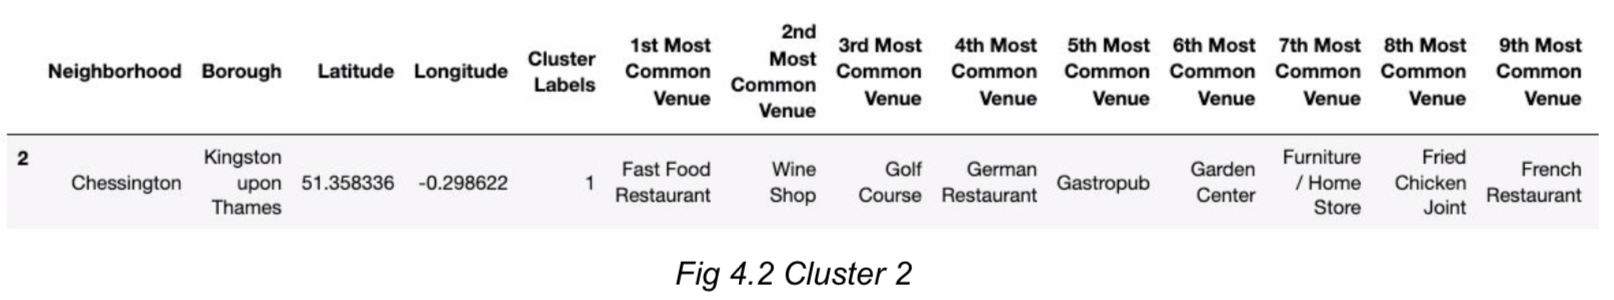 Neighborhood Borough Latitude Longitude Cluster Labels 1st Most Common Venue 2nd Most Common Venue 3rd Most Common Venue 4th Most Common Venue 5th Most Common Venue 6th Most Common Venue 7th Most Common Venue 8th Most Common Venue 9th Most Common Venue
2 Chessington Kingston upon Thames 51.358336 -0.298622 1 Fast Food Restaurant Wine Shop Golf Course German Restaurant Gastropub Garden Center Furniture / Home Store Fried Chicken Joint French Restaurant
Fig 4.2 Cluster 2